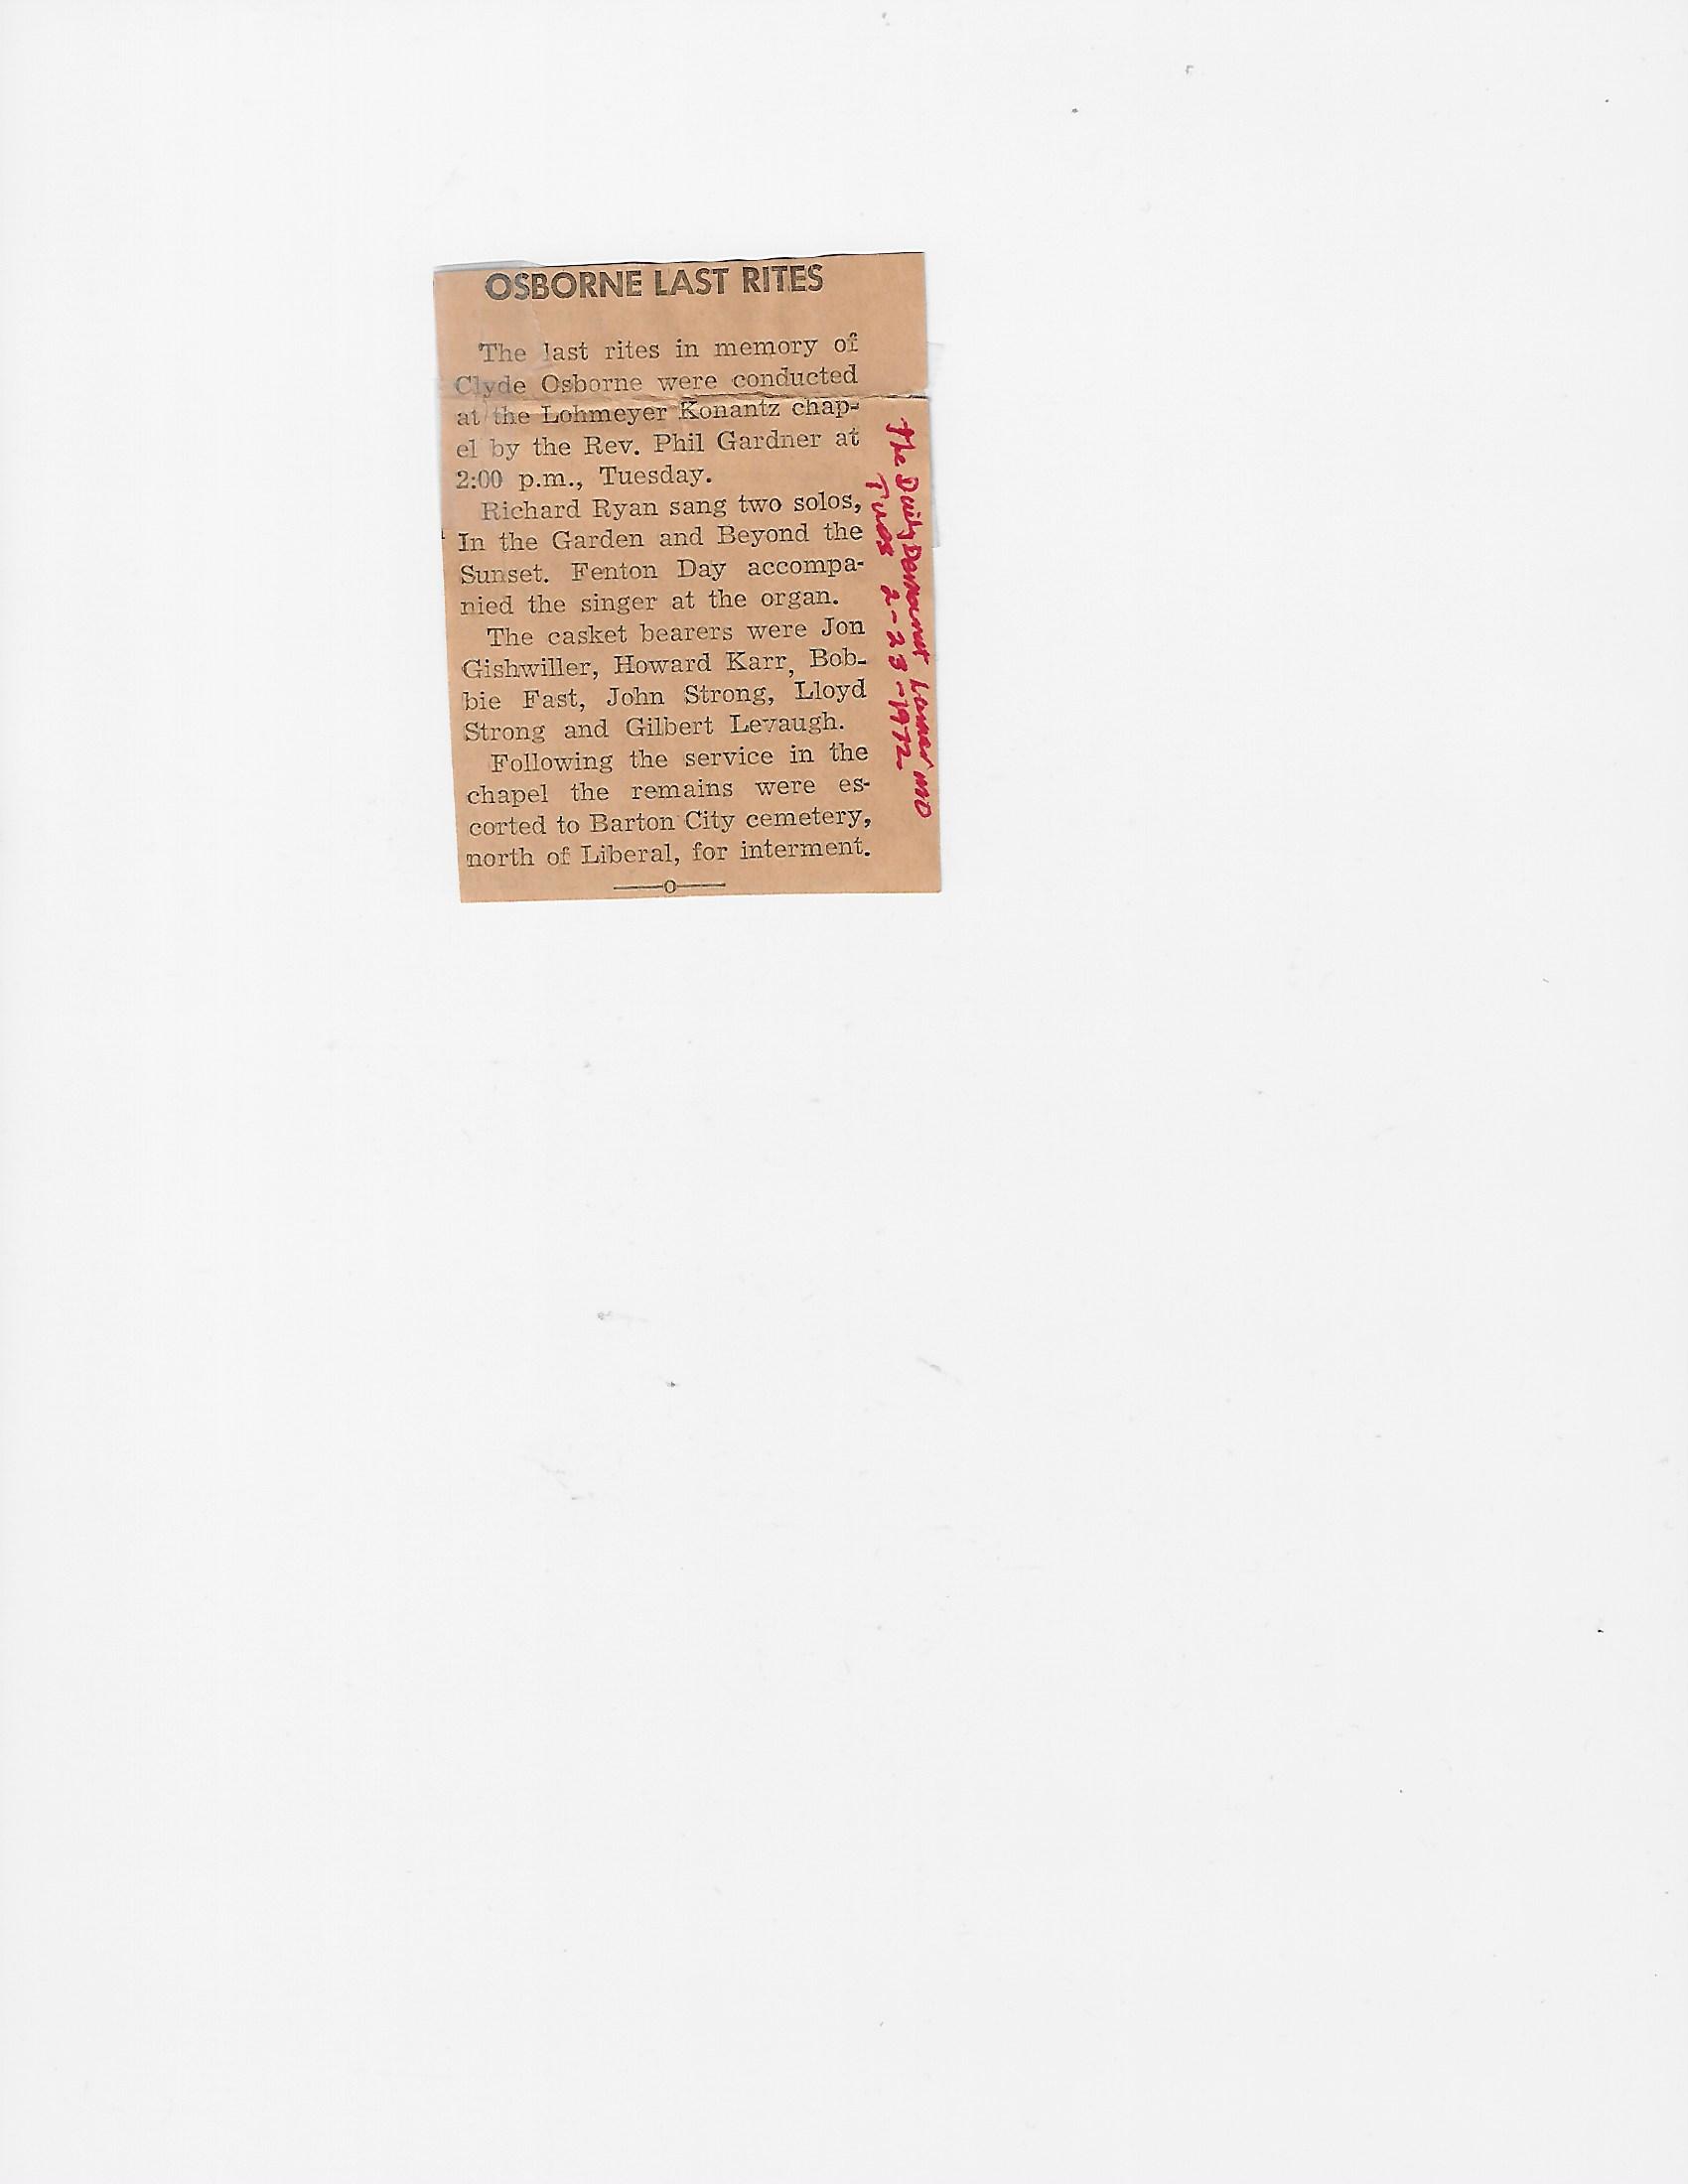 OSBORNE LAST RITES
The last rites in memory of
Clyde Osborne were conducted
at the Lohmeyer Konantz chap-
el by the Rev. Phil Gardner at
2:00 p.m., Tuesday.
Richard Ryan sang two solos,
In the Garden and Beyond the
Sunset. Fenton Day accompa-
nied the singer at the organ.
The casket bearers were Jon
Gishwiller, Howard Karr, Bob-
bie Fast, John Strong, Lloyd
Strong and Gilbert Levaugh.
Following the service in the
chapel the remains were es-
corted to Barton City cemetery,
north of Liberal, for interment.
—o—
The Daily Democrat Lamar MO
Tues 2-23-1972